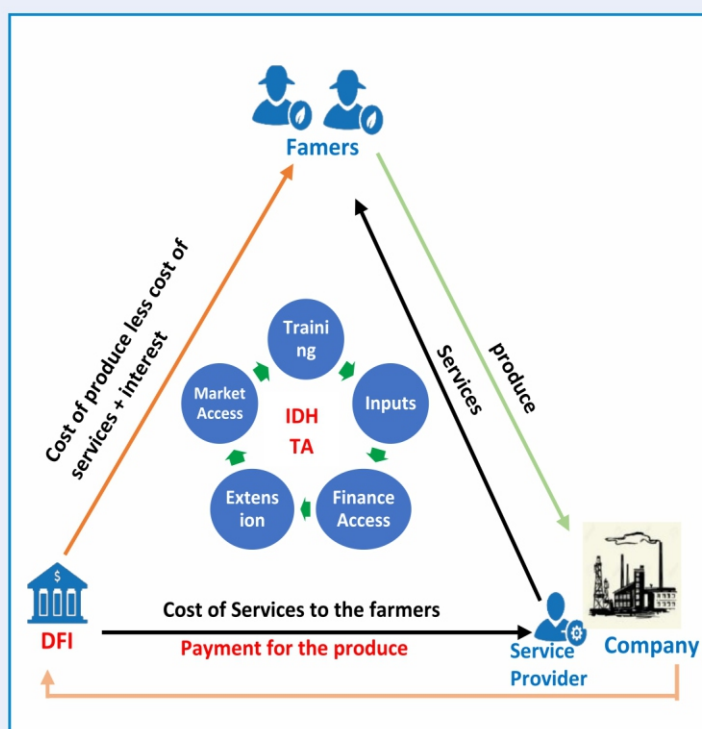 Famers
Cost of produce less cost of
services + interest
Traini
ng
Market
Access
Inputs
IDH
TA
Extens
ion
Finance
Access
Services
produce
$
DFI
Cost of Services to the farmers
Payment for the produce
Service
Provider
Company